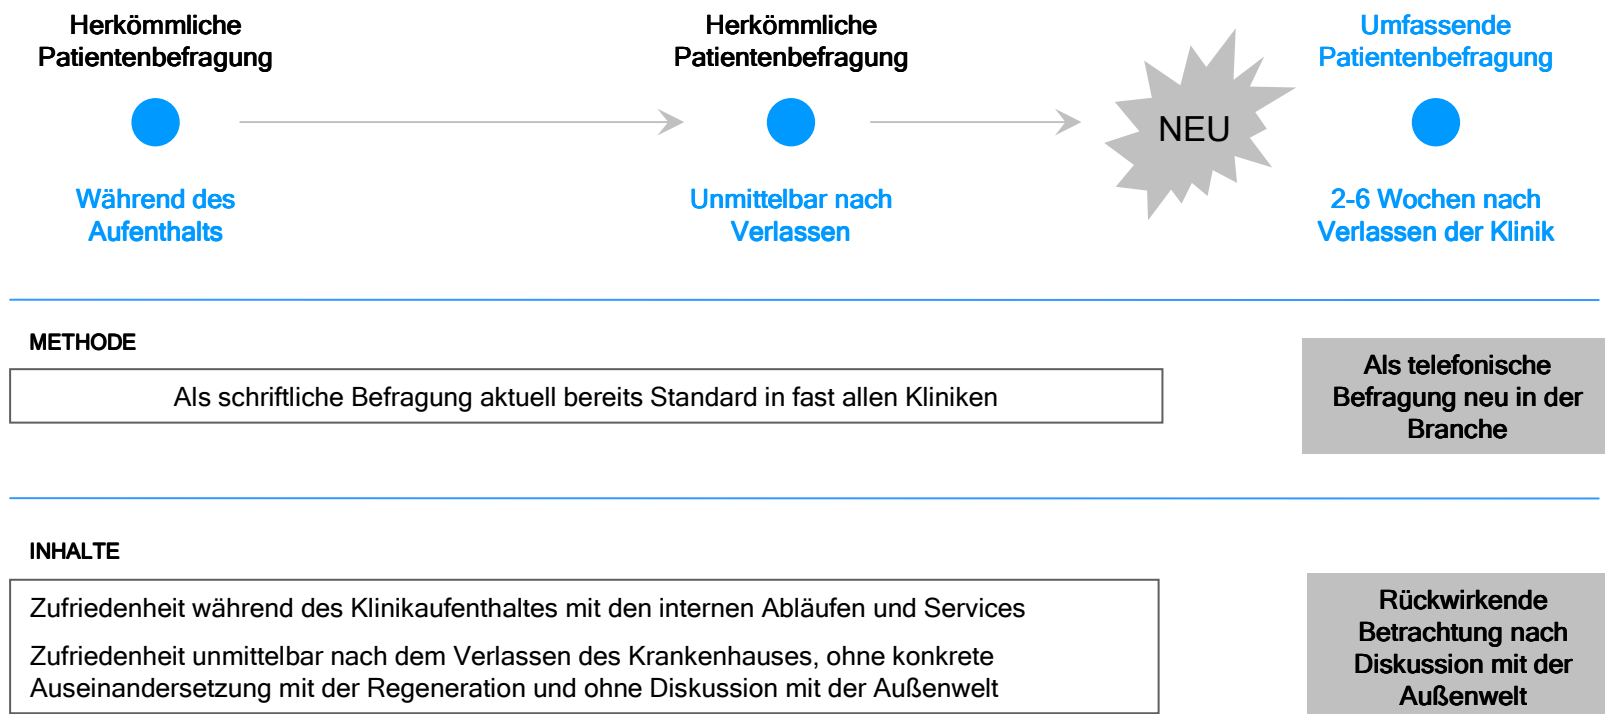 Herkömmliche
Patientenbefragung
Herkömmliche
Patientenbefragung
Umfassende
Patientenbefragung
NEU
Während des
Aufenthalts
Unmittelbar nach
Verlassen
2-6 Wochen nach
Verlassen der Klinik
METHODE
Als schriftliche Befragung aktuell bereits Standard in fast allen Kliniken
Als telefonische
Befragung neu in der
Branche
INHALTE
Zufriedenheit während des Klinikaufenthaltes mit den internen Abläufen und Services
Zufriedenheit unmittelbar nach dem Verlassen des Krankenhauses, ohne konkrete
Auseinandersetzung mit der Regeneration und ohne Diskussion mit der Außenwelt
Rückwirkende
Betrachtung nach
Diskussion mit der
Außenwelt